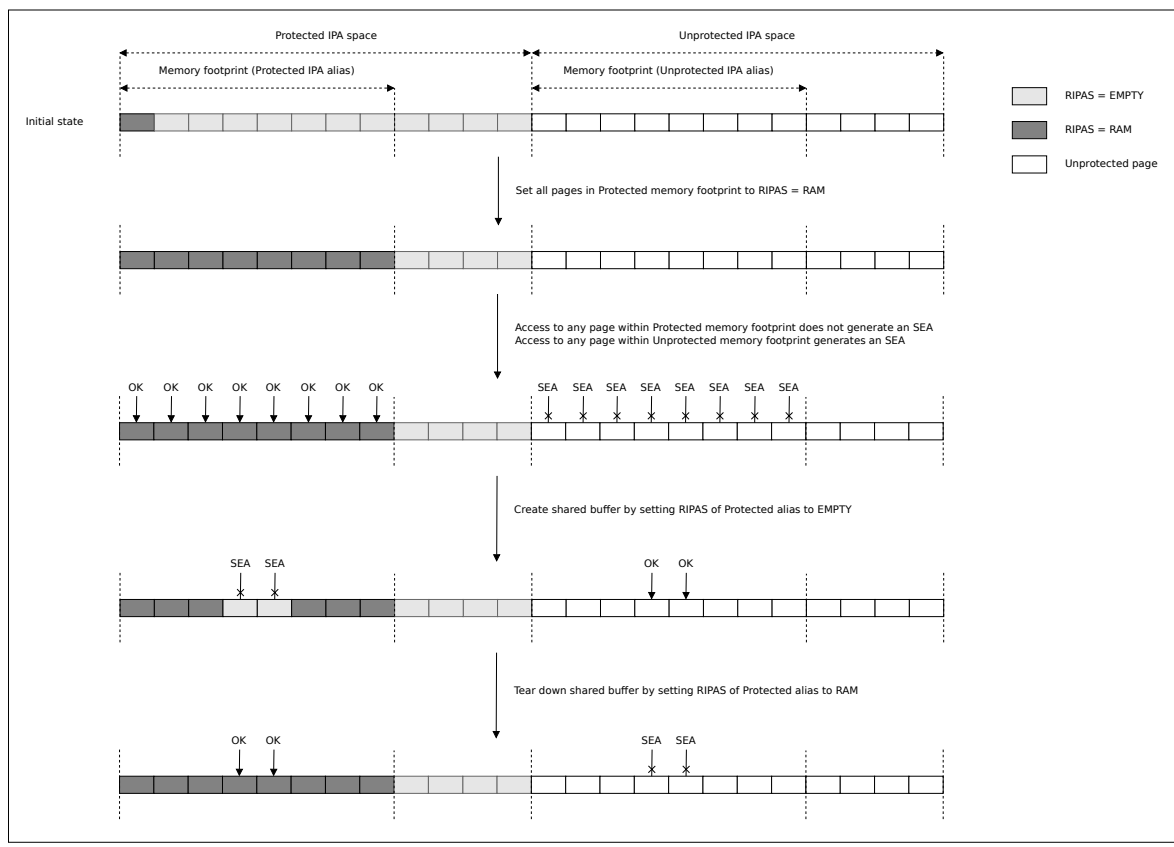 Protected IPA space
Unprotected IPA space
Memory footprint (Protected IPA alias)
Memory footprint (Unprotected IPA alias)
RIPAS = EMPTY
Initial state
RIPAS = RAM
Unprotected page
Set all pages in Protected memory footprint to RIPAS = RAM
Access to any page within Protected memory footprint does not generate an SEA
Access to any page within Unprotected memory footprint generates an SEA
OK OK OK OK OK OK OK OK
SEA SEA SEA SEA SEA SEA SEA SEA
Create shared buffer by setting RIPAS of Protected alias to EMPTY
SEA SEA
OK OK
Tear down shared buffer by setting RIPAS of Protected alias to RAM
OK OK
SEA SEA